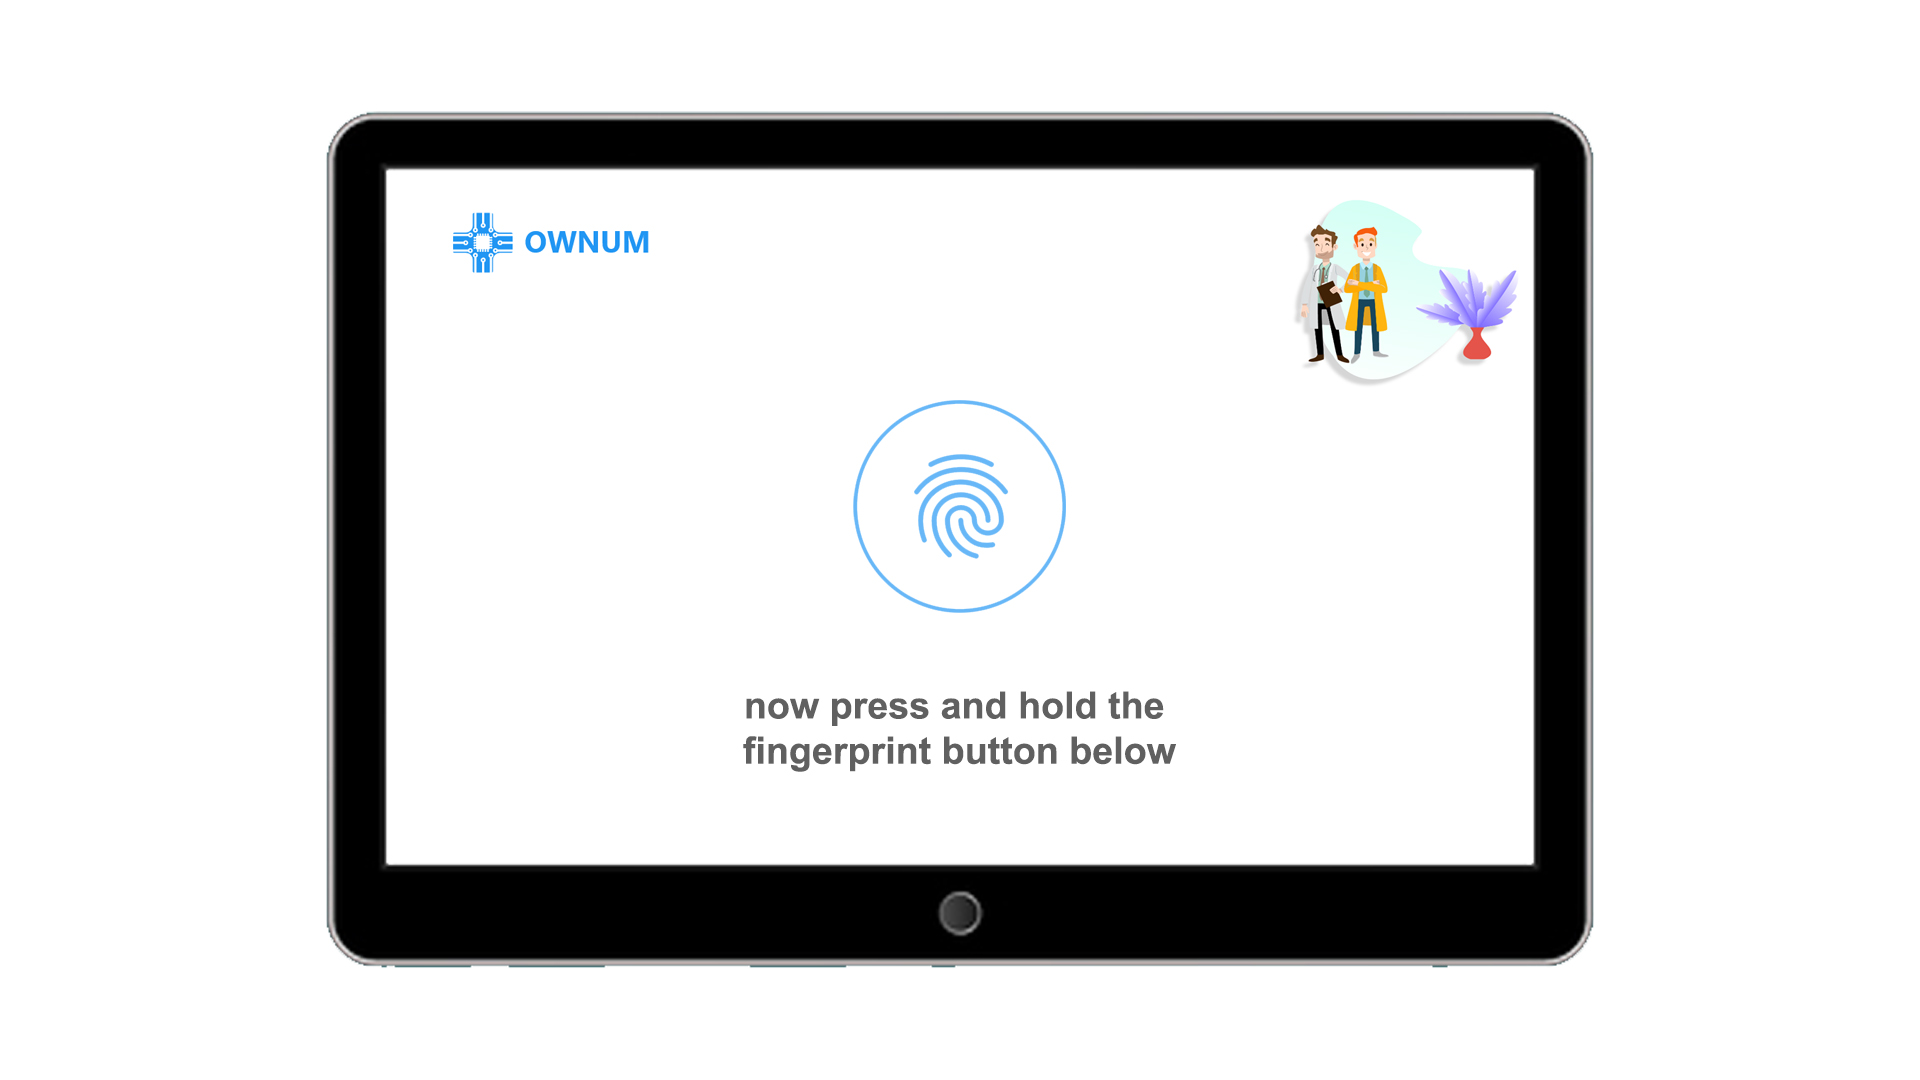 OWNUM
now press and hold the
fingerprint button below